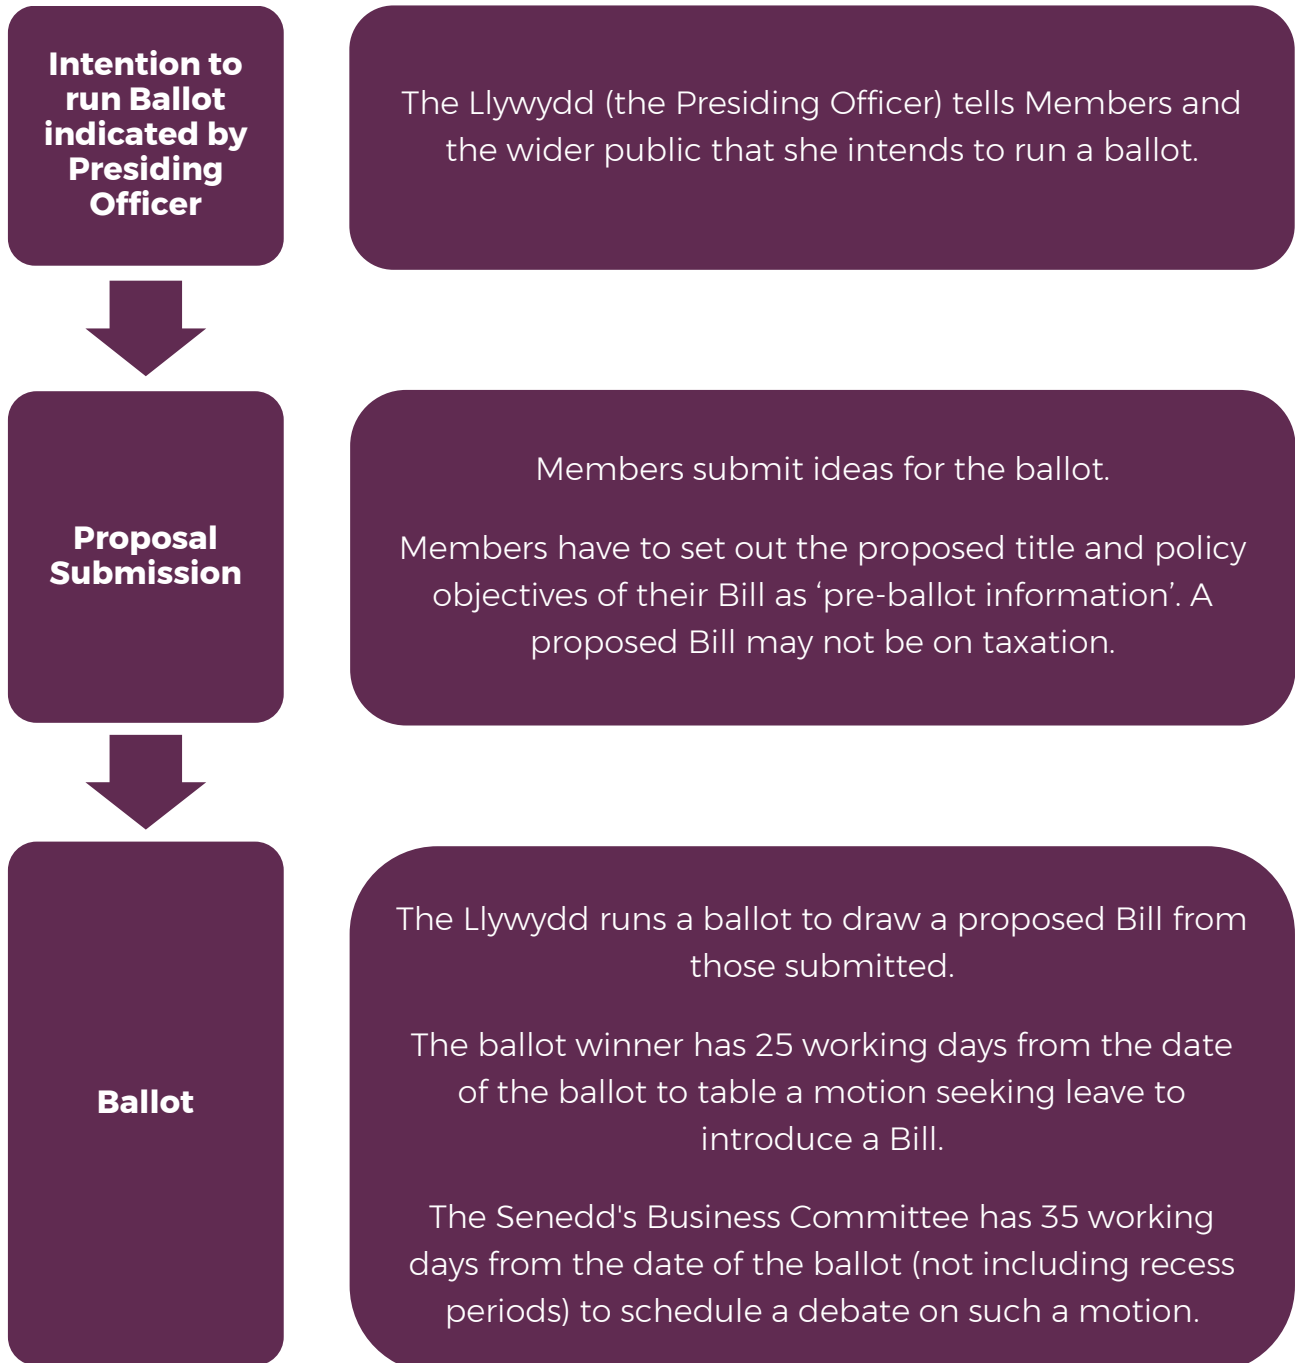 Intention to
run Ballot
indicated by
Presiding
Officer
The Llywydd (the Presiding Officer) tells Members and
the wider public that she intends to run a ballot.
Proposal
Submission
Members submit ideas for the ballot.
Members have to set out the proposed title and policy
objectives of their Bill as ‘pre-ballot information’. A
proposed Bill may not be on taxation.
Ballot
The Llywydd runs a ballot to draw a proposed Bill from
those submitted.
The ballot winner has 25 working days from the date
of the ballot to table a motion seeking leave to
introduce a Bill.
The Senedd's Business Committee has 35 working
days from the date of the ballot (not including recess
periods) to schedule a debate on such a motion.